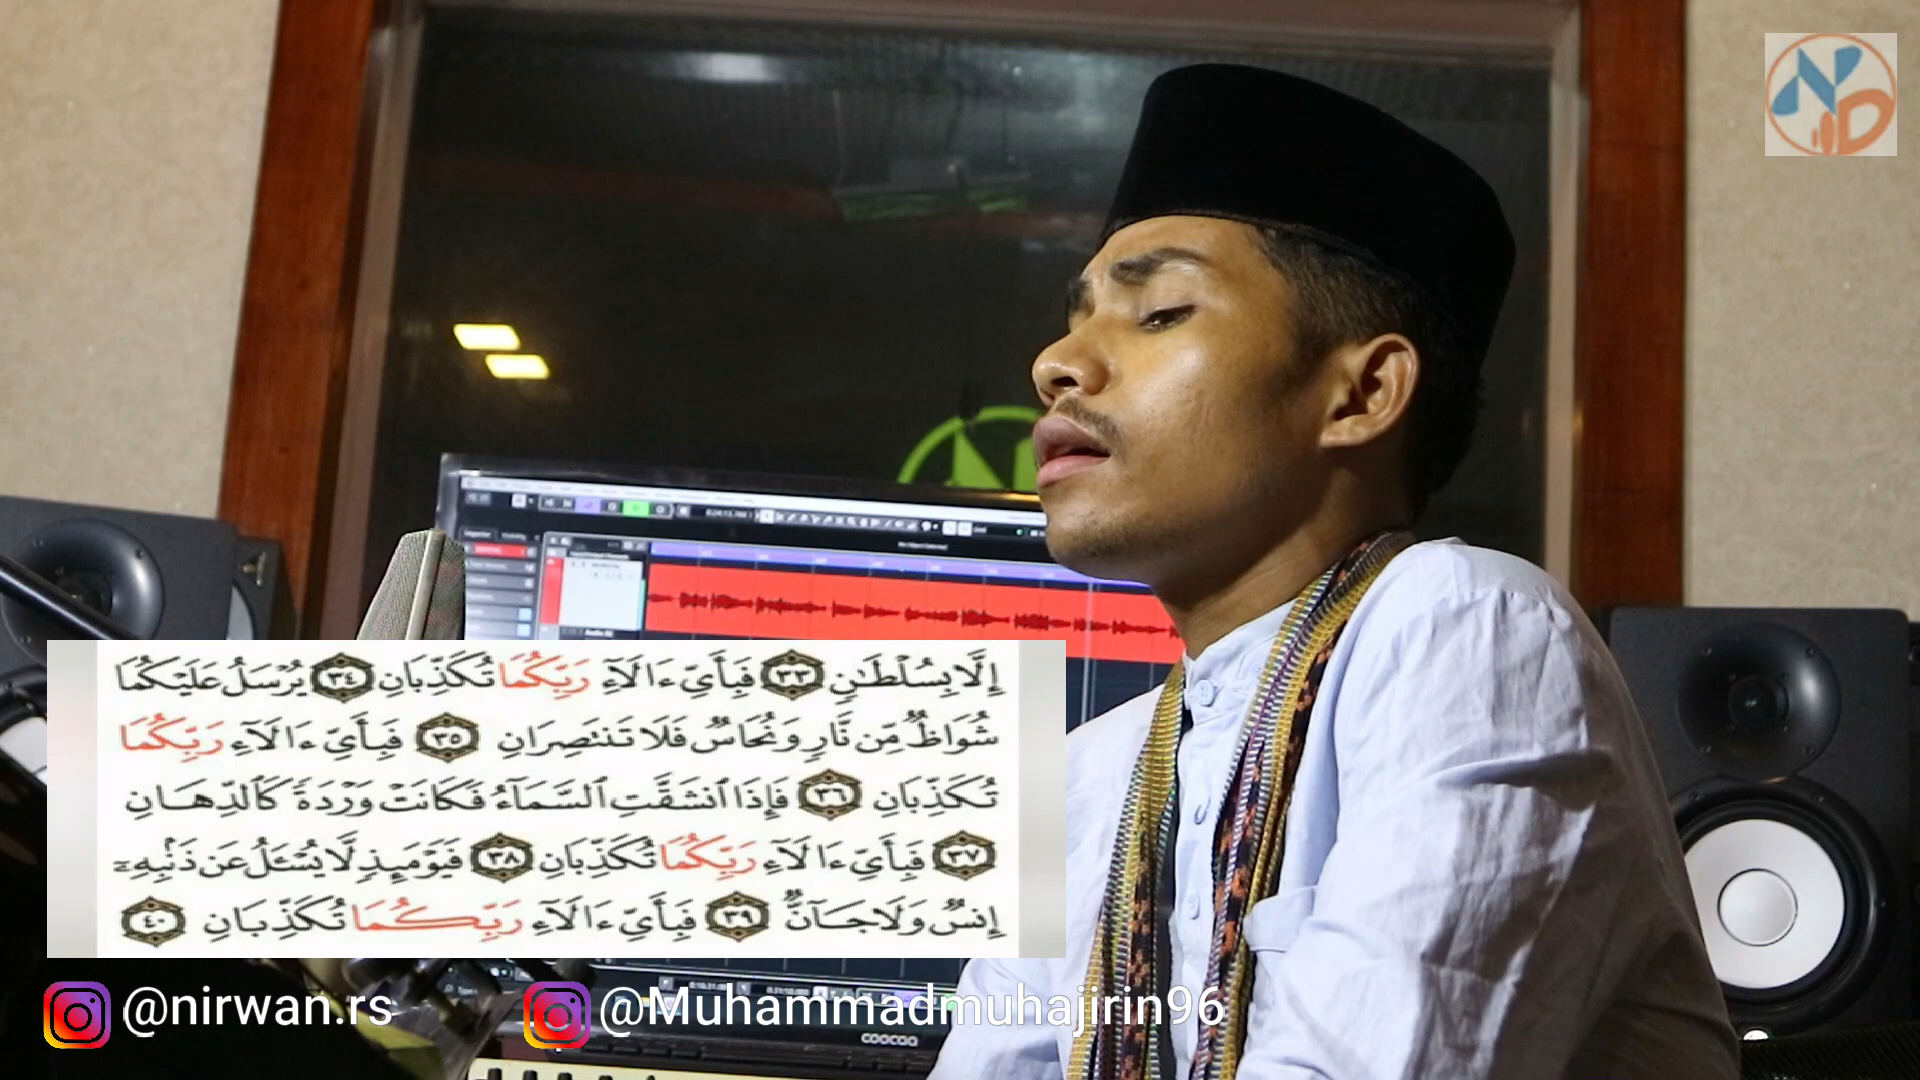 إِلَّا بِسُلْطَـٰنٍ ٣٣ فَبِأَىِّ ءَالَآءِ رَبِّكُمَا تُكَذِّبَانِ ٣٤ يُرْسَلُ عَلَيْكُمَا
شُوَاظٌ مِّن نَّارٍ وَنُحَاسٌ فَلَا تَنتَصِرَانِ ٣٥ فَبِأَىِّ ءَالَآءِ رَبِّكُمَا
تُكَذِّبَانِ ٣٦ فَإِذَا ٱنشَقَّتِ ٱلسَّمَآءُ فَكَانَتْ وَرْدَةً كَٱلدِّهَانِ
٣٧ فَبِأَىِّ ءَالَآءِ رَبِّكُمَا تُكَذِّبَانِ ٣٨ فَيَوْمَئِذٍ لَّا يُسْـَٔلُ عَن ذَنۢبِهِۦٓ
إِنسٌ وَلَا جَآنٌّ ٣٩ فَبِأَىِّ ءَالَآءِ رَبِّكُمَا تُكَذِّبَانِ ٤٠
@nirwan.rs @Muhammadmuhajirin96
coocaa